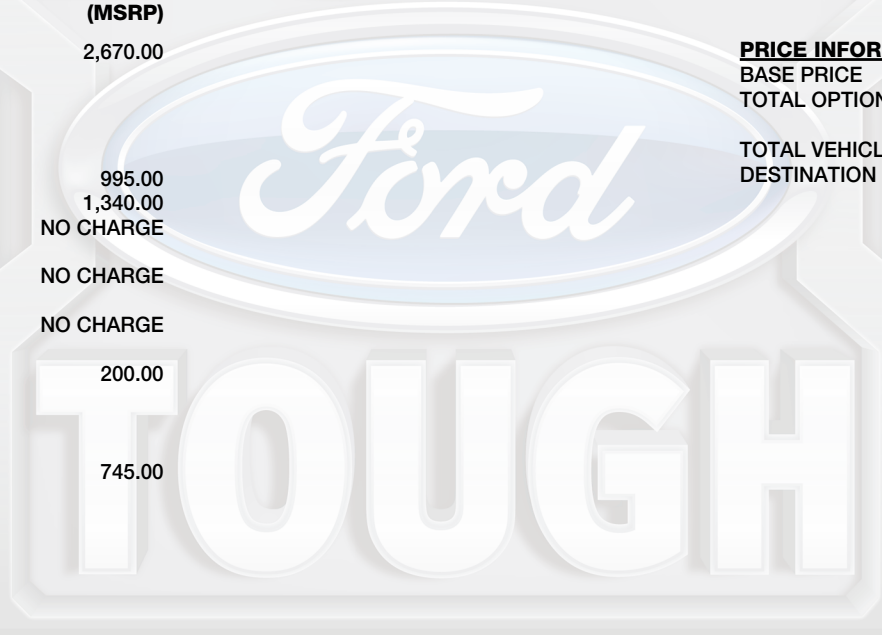 (MSRP)
2,670.00
995.00
1,340.00
NO CHARGE
NO CHARGE
NO CHARGE
200.00
745.00
PRICE INFOR
BASE PRICE
TOTAL OPTION
TOTAL VEHICL
DESTINATION
Ford
TOUGH